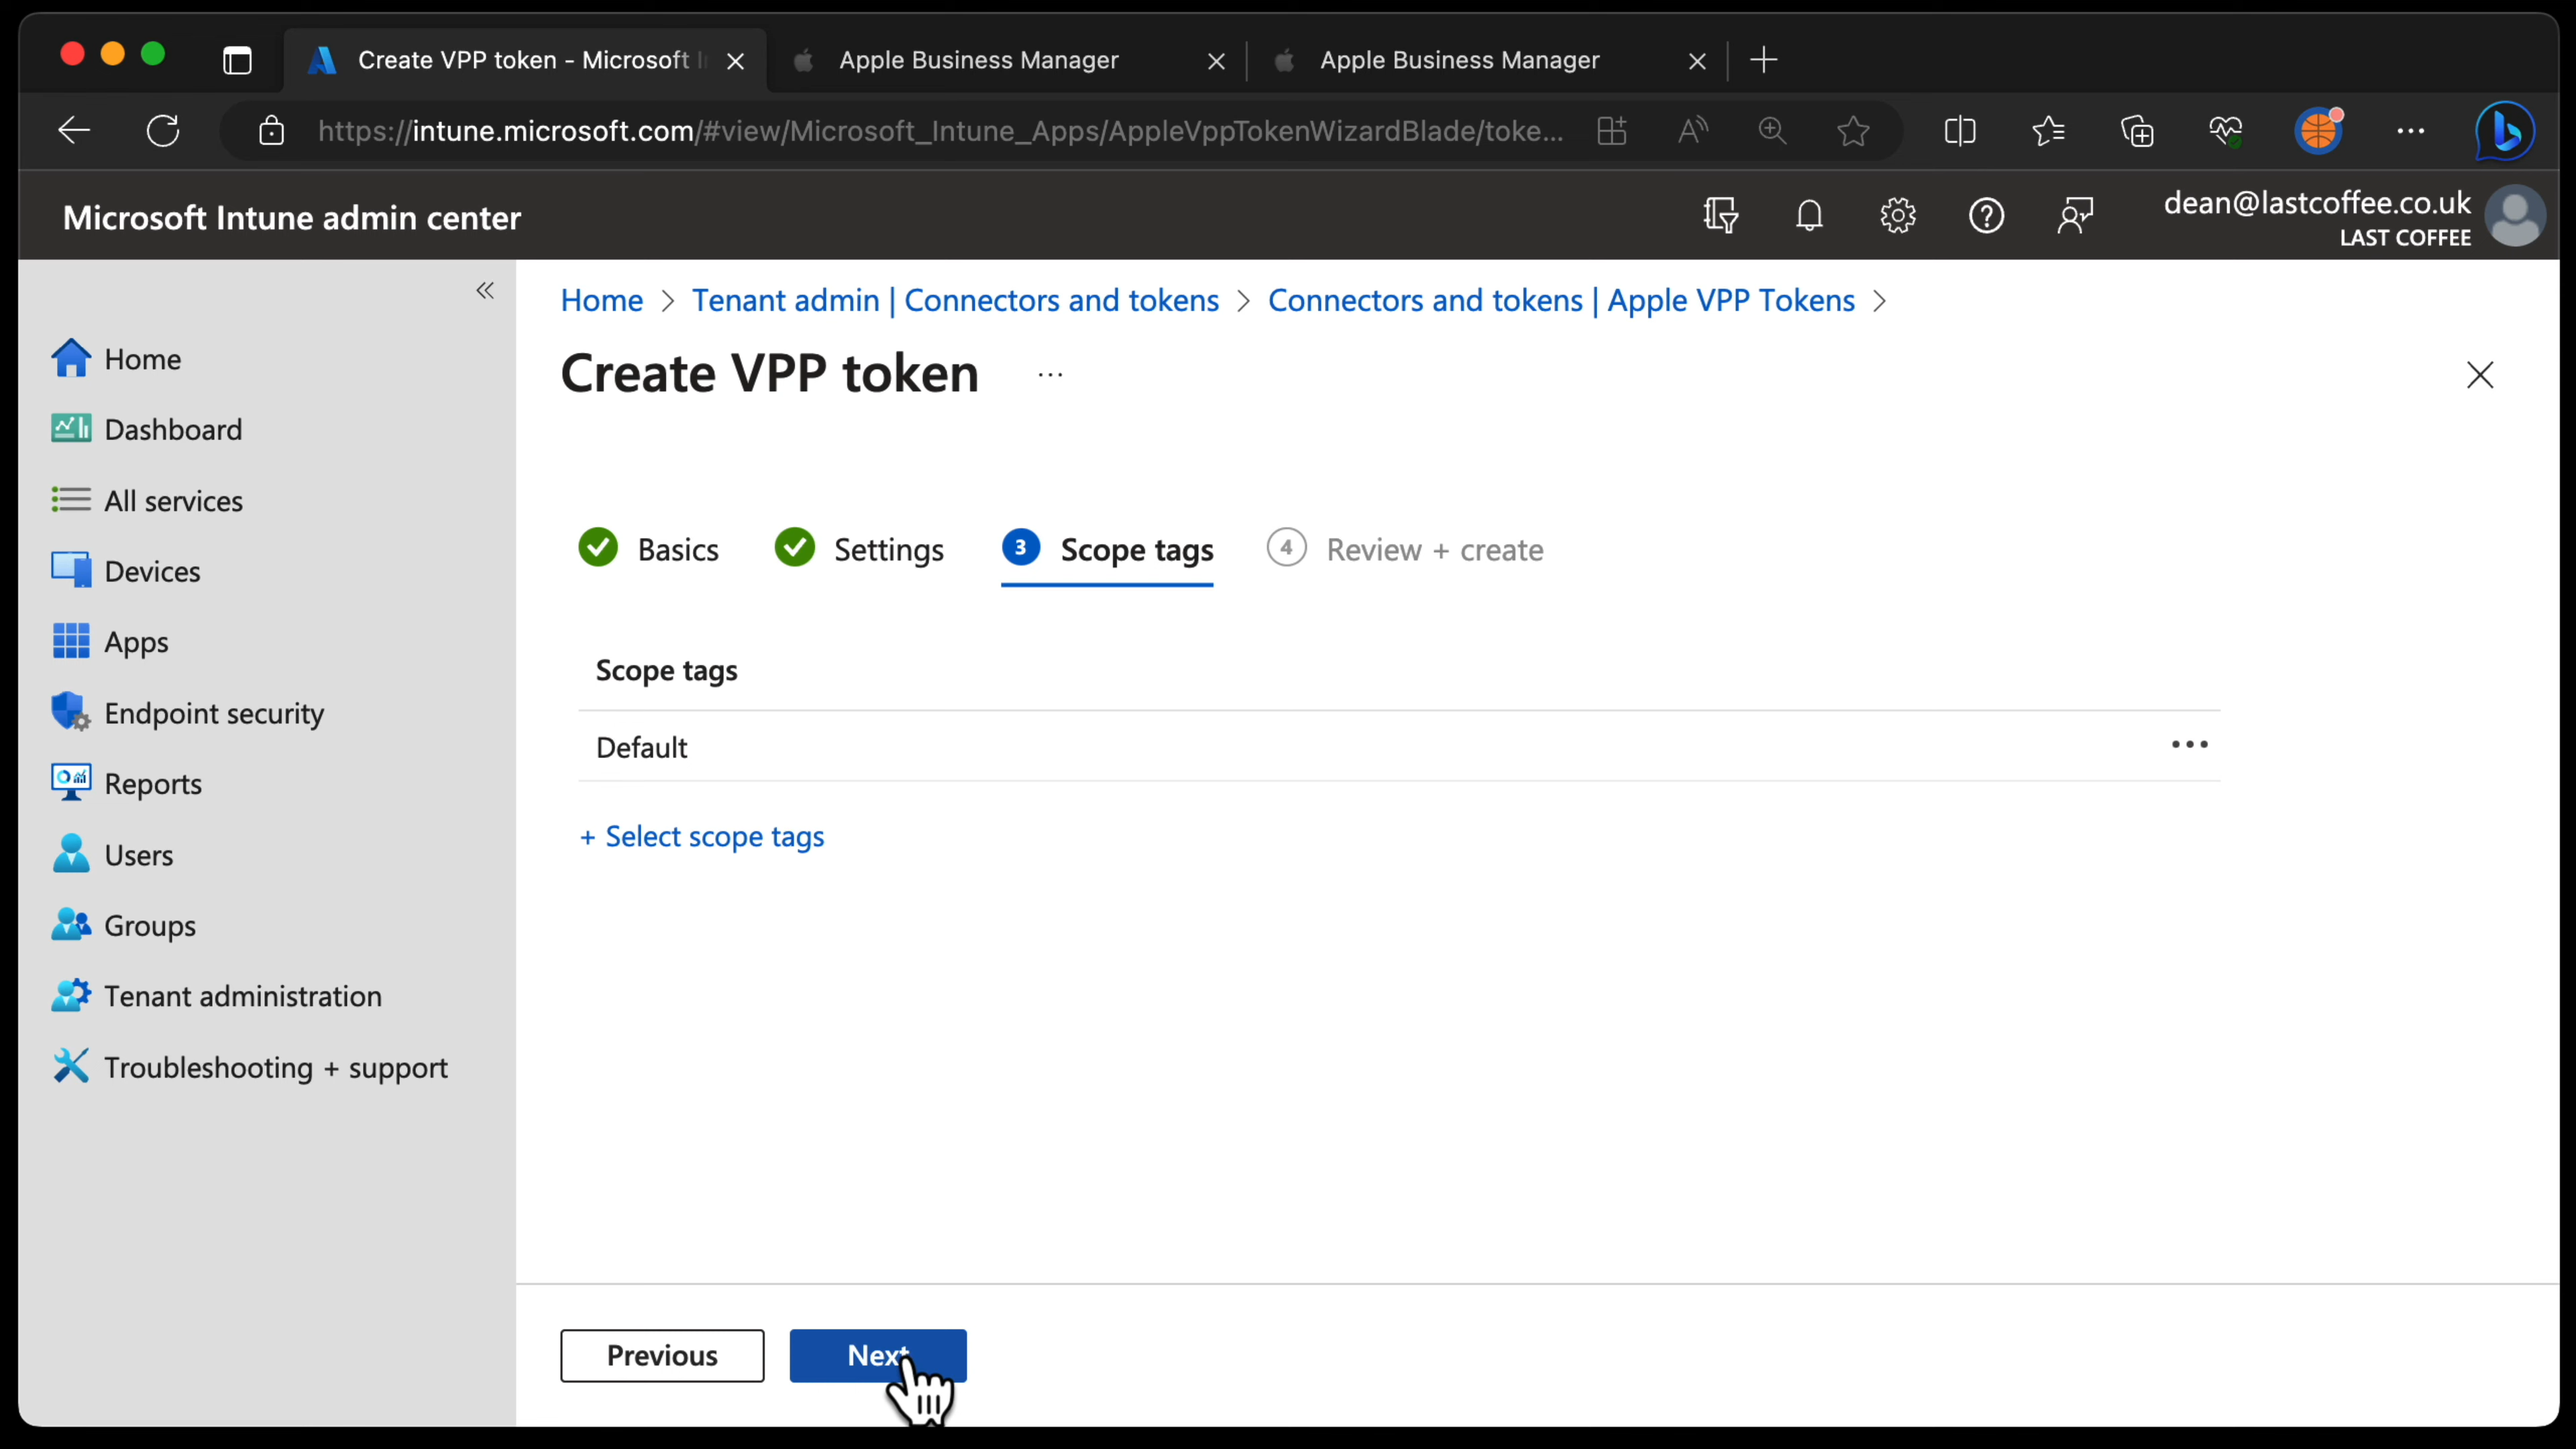 Create VPP token - Microsoft I
Apple Business Manager
Apple Business Manager
https://intune.microsoft.com/#view/Microsoft_Intune_Apps/AppleVppTokenWizardBlade/toke...
Microsoft Intune admin center
dean@lastcoffee.co.uk
LAST COFFEE
Home
Dashboard
All services
Devices
Apps
Endpoint security
Reports
Users
Groups
Tenant administration
Troubleshooting + support
Home > Tenant admin | Connectors and tokens > Connectors and tokens | Apple VPP Tokens >
Create VPP token ...
Basics Settings 3 Scope tags 4 Review + create
Scope tags
Default
+ Select scope tags
Previous Next